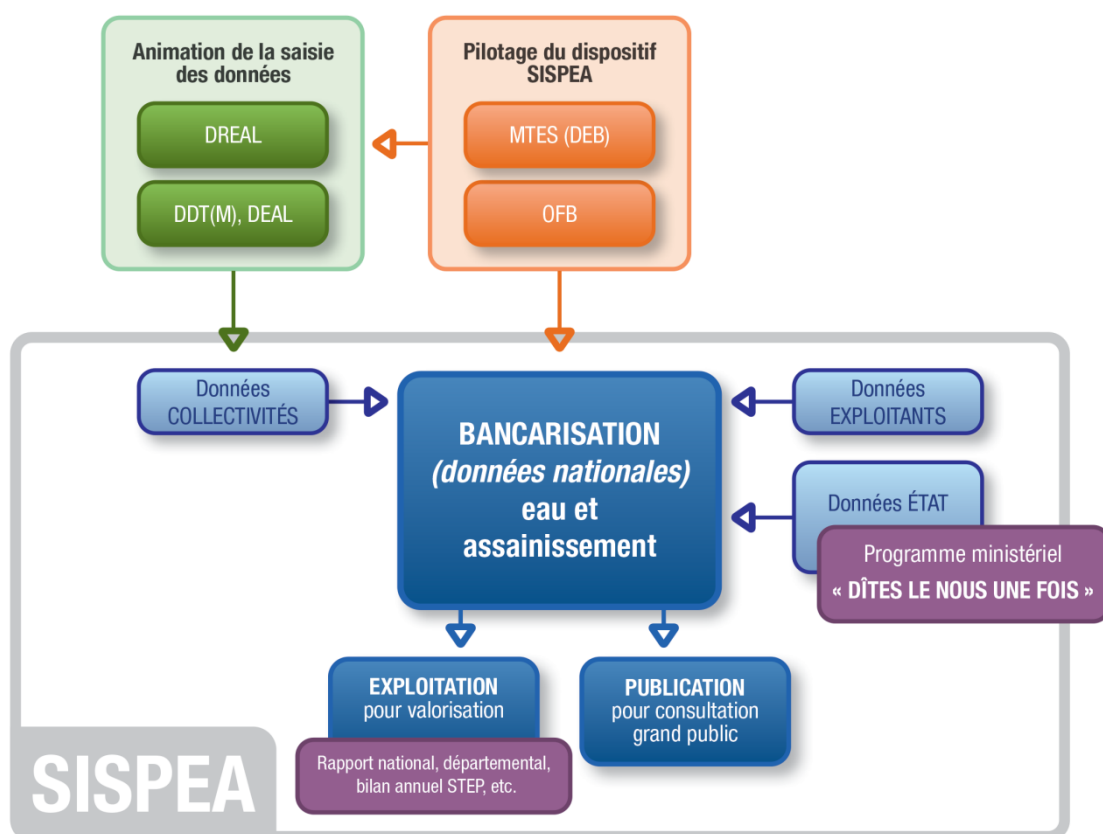 Animation de la saisie
des données
DREAL
DDT(M), DEAL
Pilotage du dispositif
SISPEA
MTES (DEB)
OFB
Données
COLLECTIVITÉS
BANCARISATION
(données nationales)
eau et
assainissement
Données
EXPLOITANTS
Données ÉTAT
Programme ministériel
« DÎTES LE NOUS UNE FOIS »
EXPLOITATION
pour valorisation
Rapport national, départemental,
bilan annuel STEP, etc.
PUBLICATION
pour consultation
grand public
SISPEA